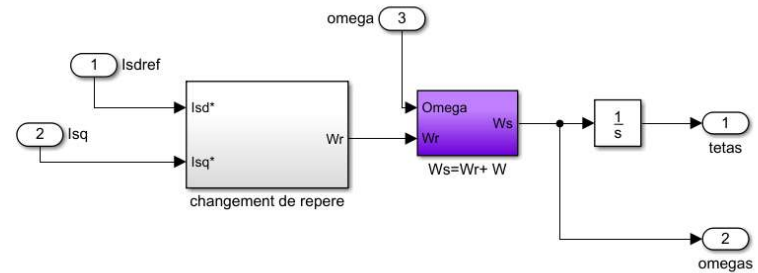 omega
3
1
Isdref
2
Isq
Isd*
Isq*
Wr
changement de repere
Omega
Wr
Ws
Ws=Wr+ W
1
s
1
tetas
2
omegas